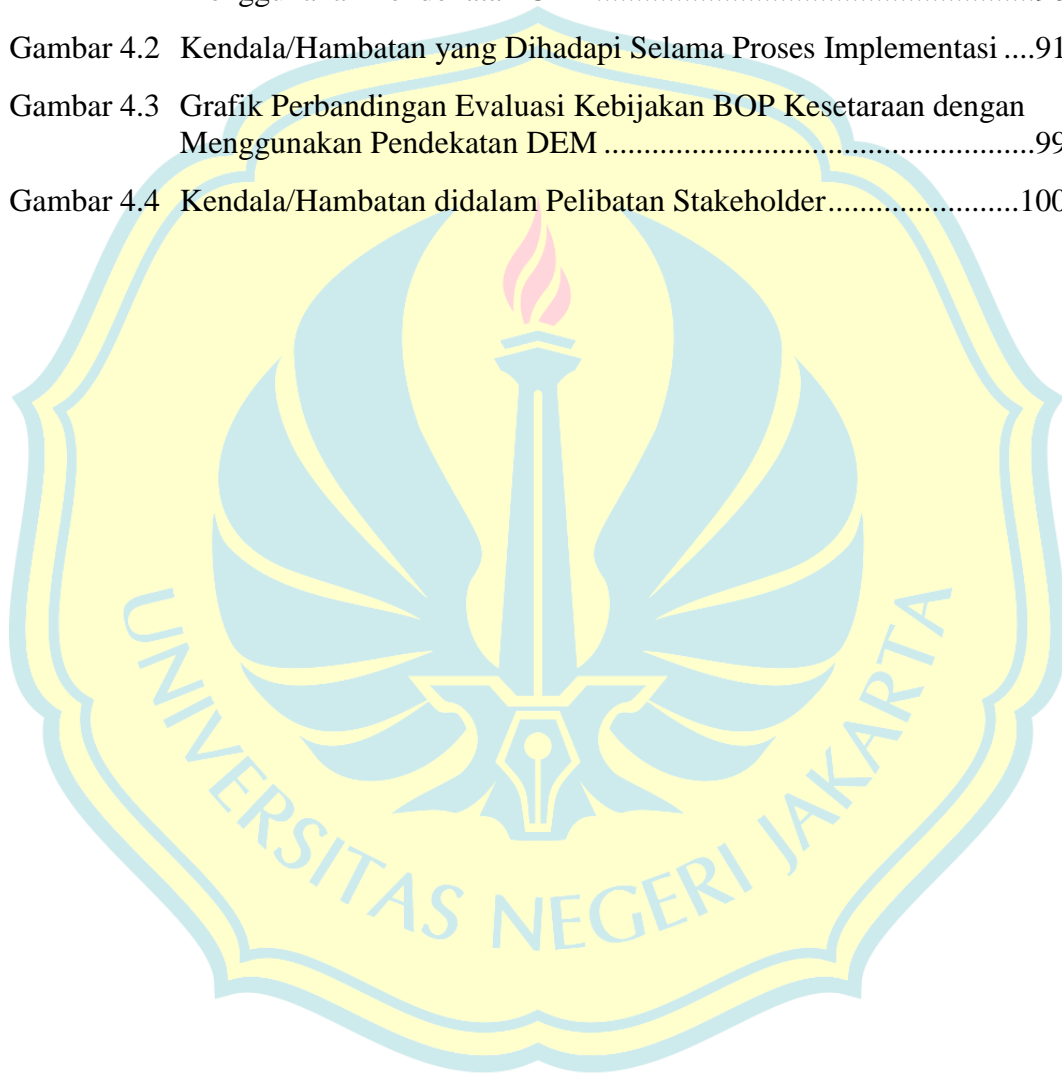 Gambar 4.2 Kendala/Hambatan yang Dihadapi Selama Proses Implementasi ....91
Gambar 4.3 Grafik Perbandingan Evaluasi Kebijakan BOP Kesetaraan dengan
Menggunakan Pendekatan DEM ......................................................99
Gambar 4.4 Kendala/Hambatan didalam Pelibatan Stakeholder........................100
UNIVERSITAS NEGERI JAKARTA